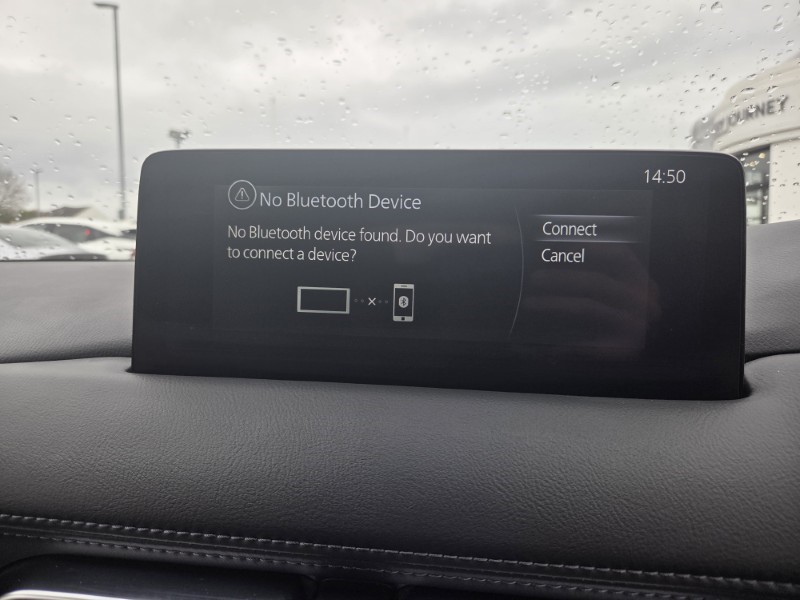 14:50
No Bluetooth Device
No Bluetooth device found. Do you want
to connect a device?
Connect
Cancel